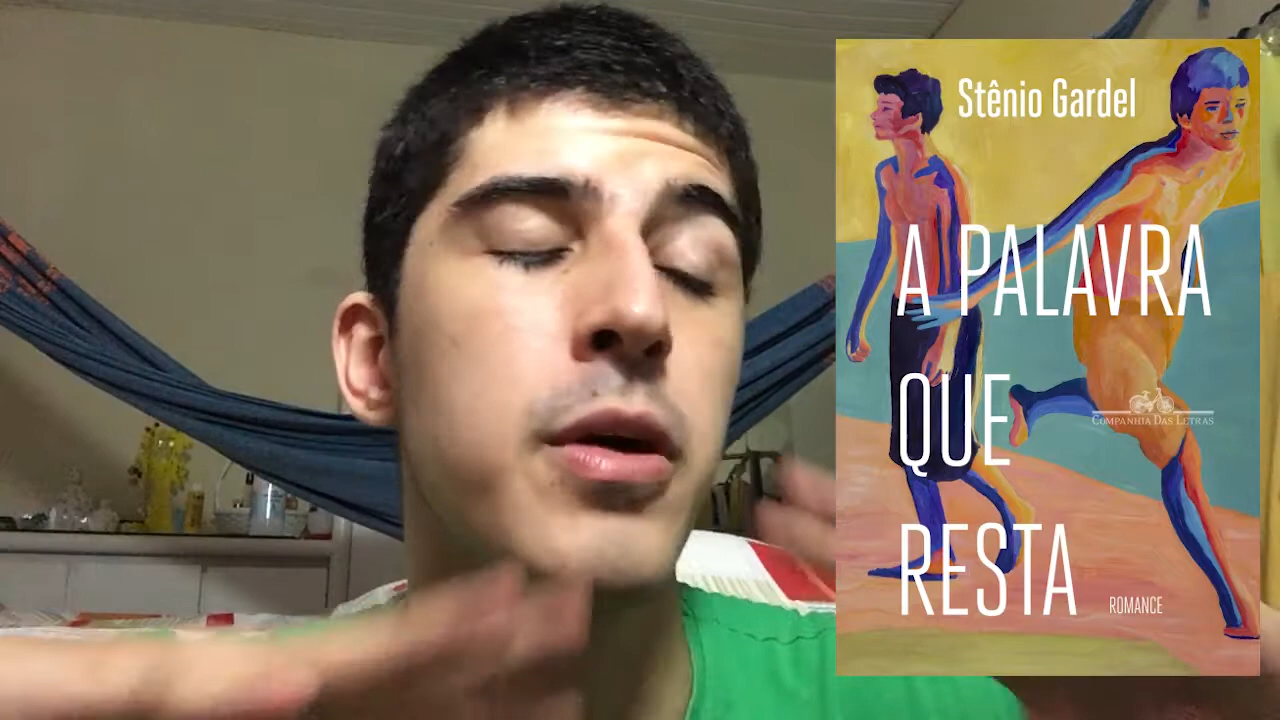 Stênio Gardel
A PALAVRA
QUE
COMPANHIA DAS LETRAS
RESTA
ROMANCE